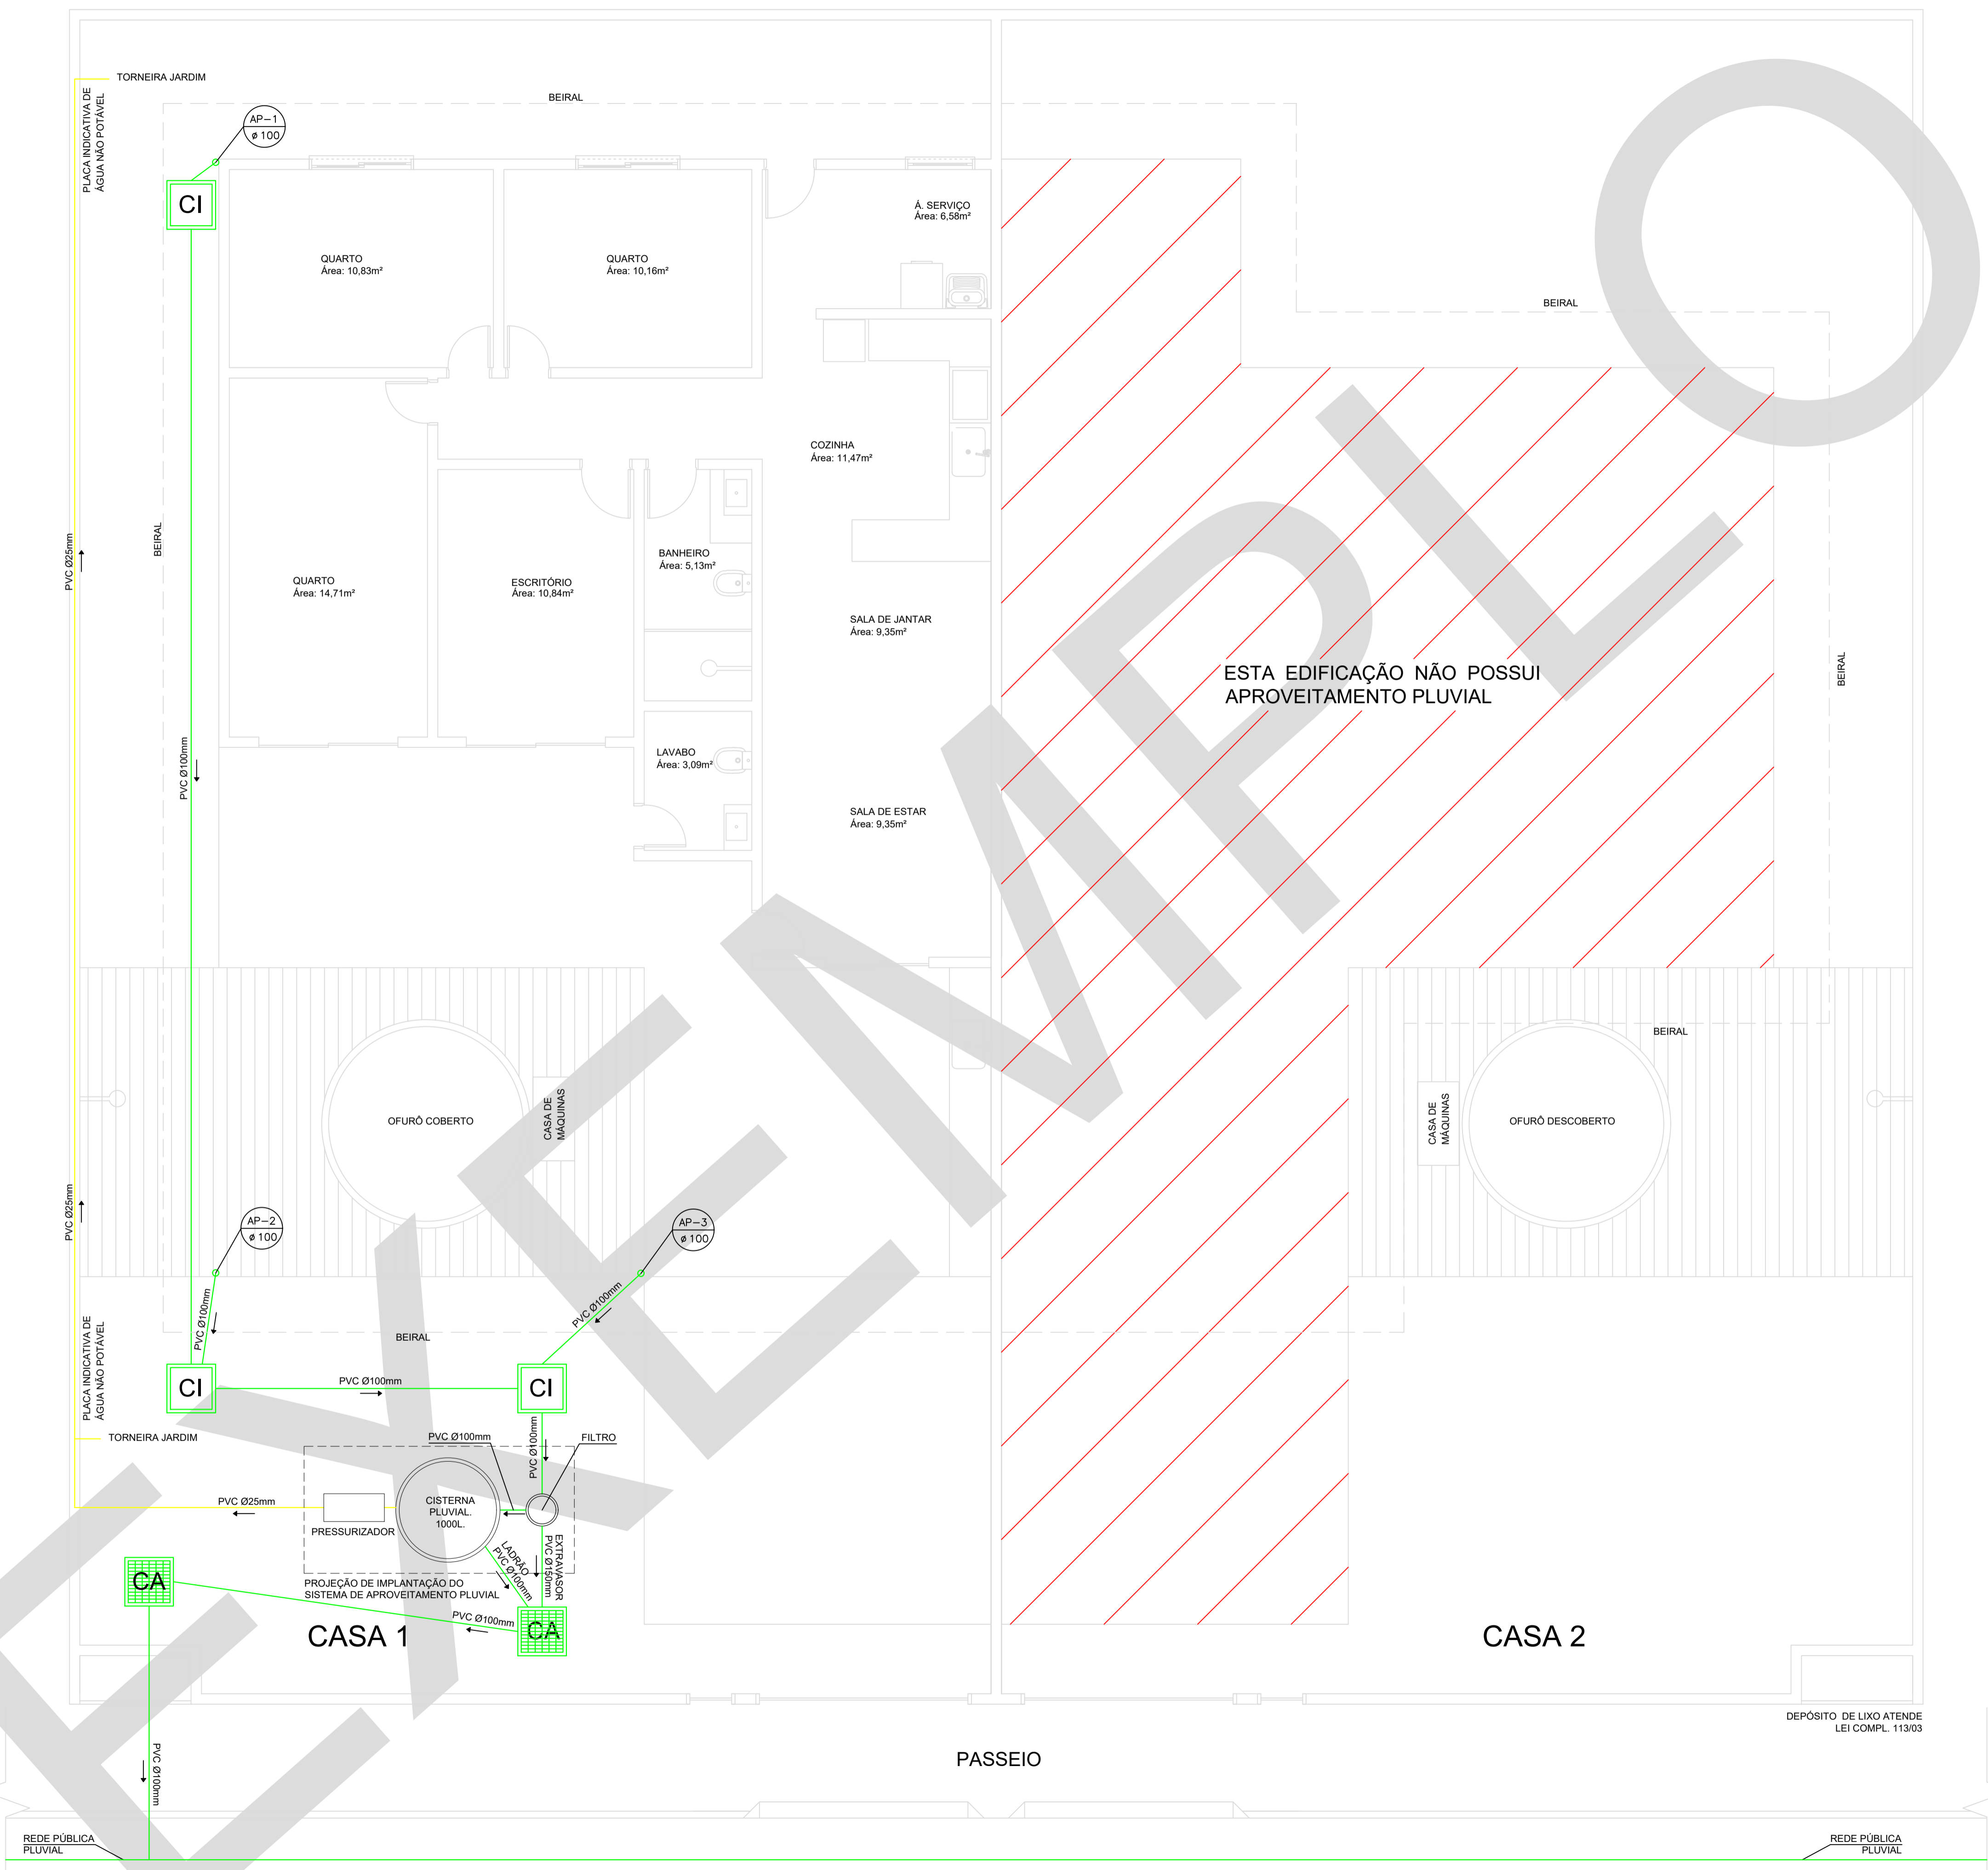 TORNEIRA JARDIM
PLACA INDICATIVA DE
ÁGUA NÃO POTÁVEL
BEIRAL
AP-1
ø 100
CI
QUARTO
Área: 10,83m²
QUARTO
Área: 10,16m²
Á. SERVIÇO
Área: 6,58m²
BEIRAL
COZINHA
Área: 11,47m²
PVC Ø25mm
BEIRAL
QUARTO
Área: 14,71m²
ESCRITÓRIO
Área: 10,84m²
BANHEIRO
Área: 5,13m²
SALA DE JANTAR
Área: 9,35m²
ESTA EDIFICAÇÃO NÃO POSSUI
APROVEITAMENTO PLUVIAL
BEIRAL
PVC Ø100mm
LAVABO
Área: 3,09m²
SALA DE ESTAR
Área: 9,35m²
BEIRAL
OFURÔ COBERTO
CASA DE
MÁQUINAS
CASA DE
MÁQUINAS
OFURÔ DESCOBERTO
PVC Ø25mm
AP-2
ø 100
AP-3
ø 100
PVC Ø100mm
PVC Ø100mm
PLACA INDICATIVA DE
ÁGUA NÃO POTÁVEL
BEIRAL
CI
PVC Ø100mm
CI
TORNEIRA JARDIM
PVC Ø100mm
PVC Ø100mm
FILTRO
PVC Ø25mm
PRESSURIZADOR
CISTERNA
PLUVIAL.
1000L.
LADRÃO
PVC Ø100mm
EXTRAVASOR
PVC Ø150mm
CA
PROJEÇÃO DE IMPLANTAÇÃO DO
SISTEMA DE APROVEITAMENTO PLUVIAL
PVC Ø100mm
CA
CASA 1
CASA 2
DEPÓSITO DE LIXO ATENDE
LEI COMPL. 113/03
PASSEIO
PVC Ø100mm
REDE PÚBLICA
PLUVIAL
REDE PÚBLICA
PLUVIAL
EXEMPLO